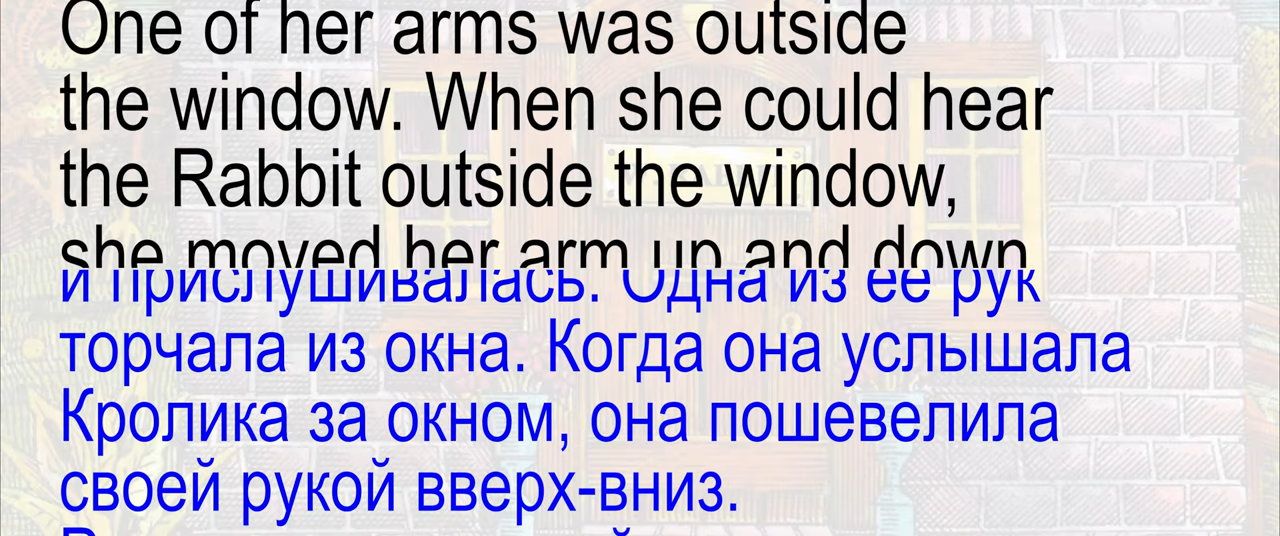 One of her arms was outside
the window. When she could hear
the Rabbit outside the window,
she moved her arm up and down
и прислушивалась. Одна из ее рук
торчала из окна. Когда она услышала
Кролика за окном, она пошевелила
своей рукой вверх-вниз.